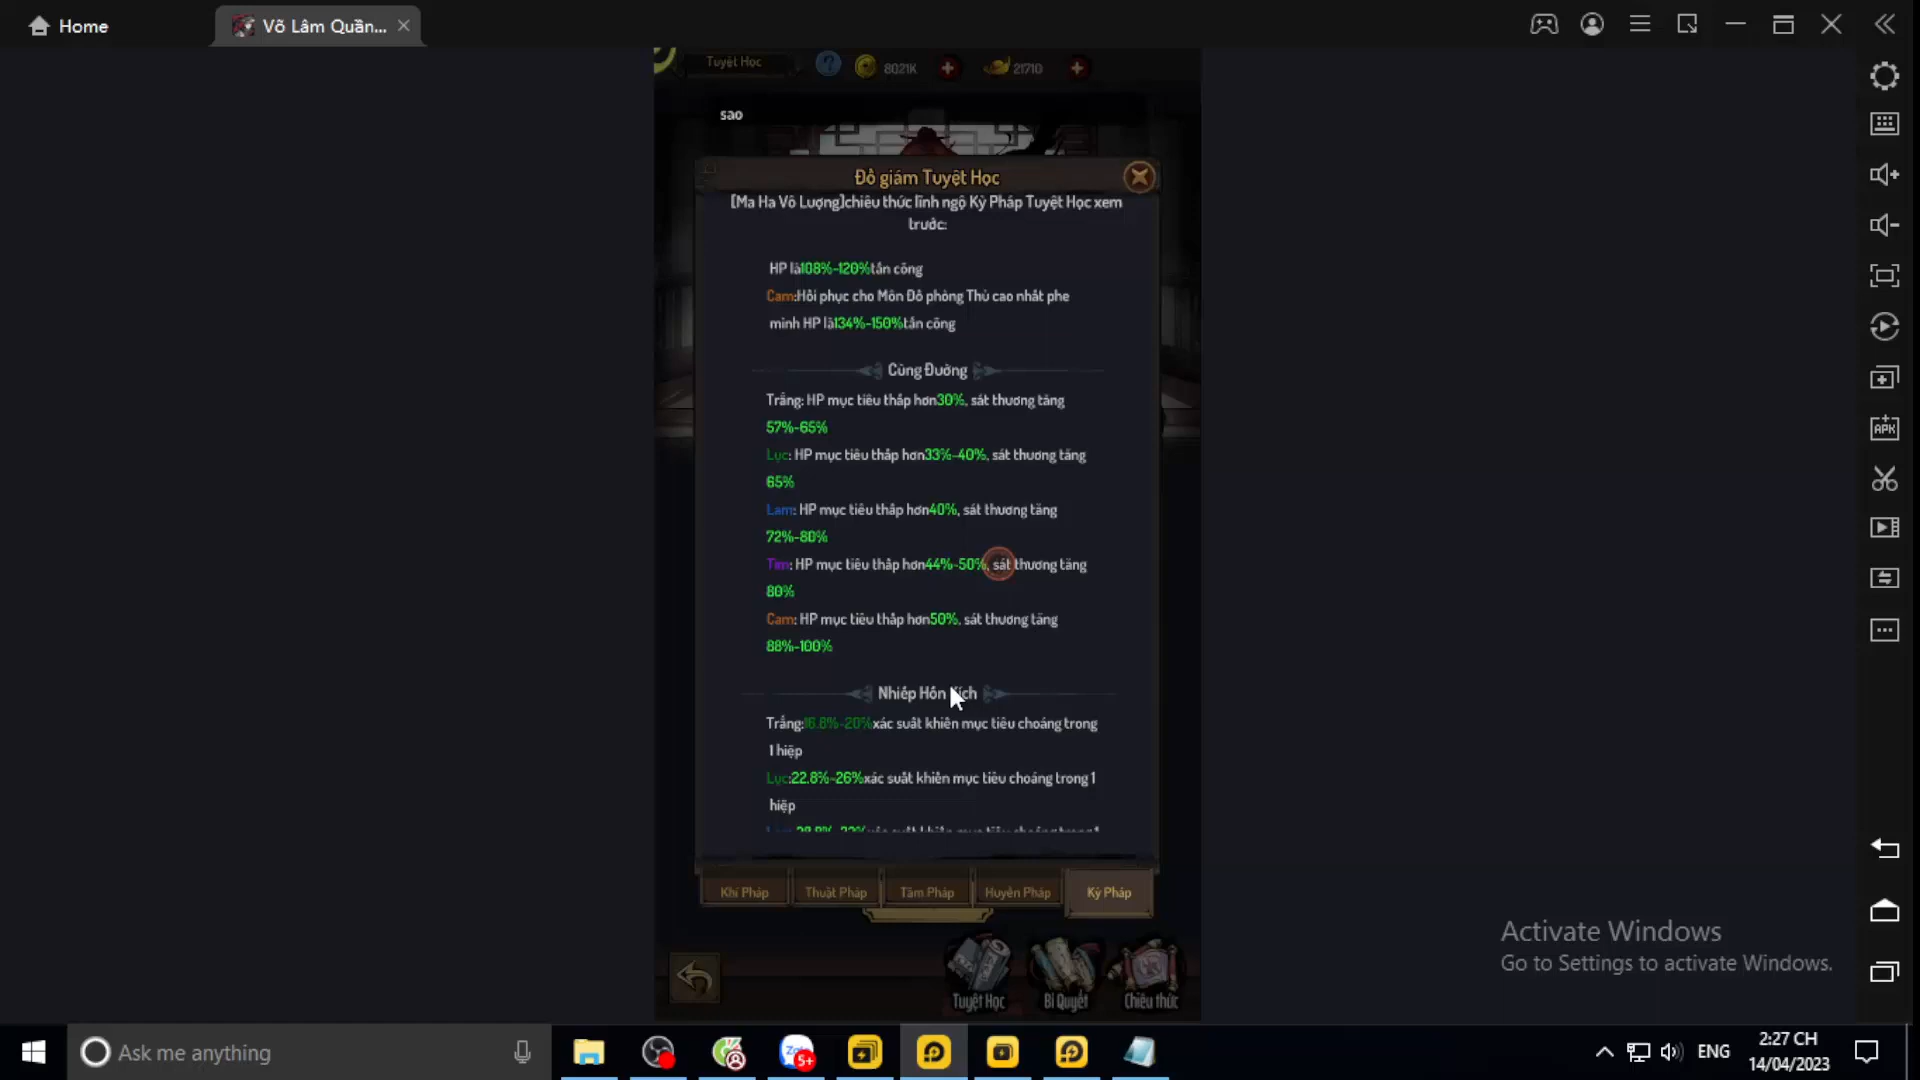 Home
Võ Lâm Quần...
Tuyệt Học
8021K
21710
sao
Đồ giám Tuyệt Học
[Ma Ha Vô Lượng]chiêu thức lĩnh ngộ Kỳ Pháp Tuyệt Học xem
trước:
HP là108%-120%tấn công
Cam:Hồi phục cho Môn Đồ phòng Thủ cao nhất phe
mình HP là134%-150%tấn công
Cùng Đường
Trắng: HP mục tiêu thấp hơn30%, sát thương tăng
57%-65%
Lục: HP mục tiêu thấp hơn33%-40%, sát thương tăng
65%
Lam: HP mục tiêu thấp hơn40%, sát thương tăng
72%-80%
Tím: HP mục tiêu thấp hơn44%-50%, sát thương tăng
80%
Cam: HP mục tiêu thấp hơn50%, sát thương tăng
88%-100%
Nhiếp Hồn Kích
Trắng:16.8%-20%xác suất khiến mục tiêu choáng trong
1 hiệp
Lục:22.8%-26%xác suất khiến mục tiêu choáng trong 1
hiệp
Khí Pháp
Thuật Pháp
Tâm Pháp
Huyền Pháp
Kỳ Pháp
Tuyệt Học
Bí Quyết
Chiêu thức
APK
Activate Windows
Go to Settings to activate Windows.
Ask me anything
5+
ENG
2:27 CH
14/04/2023